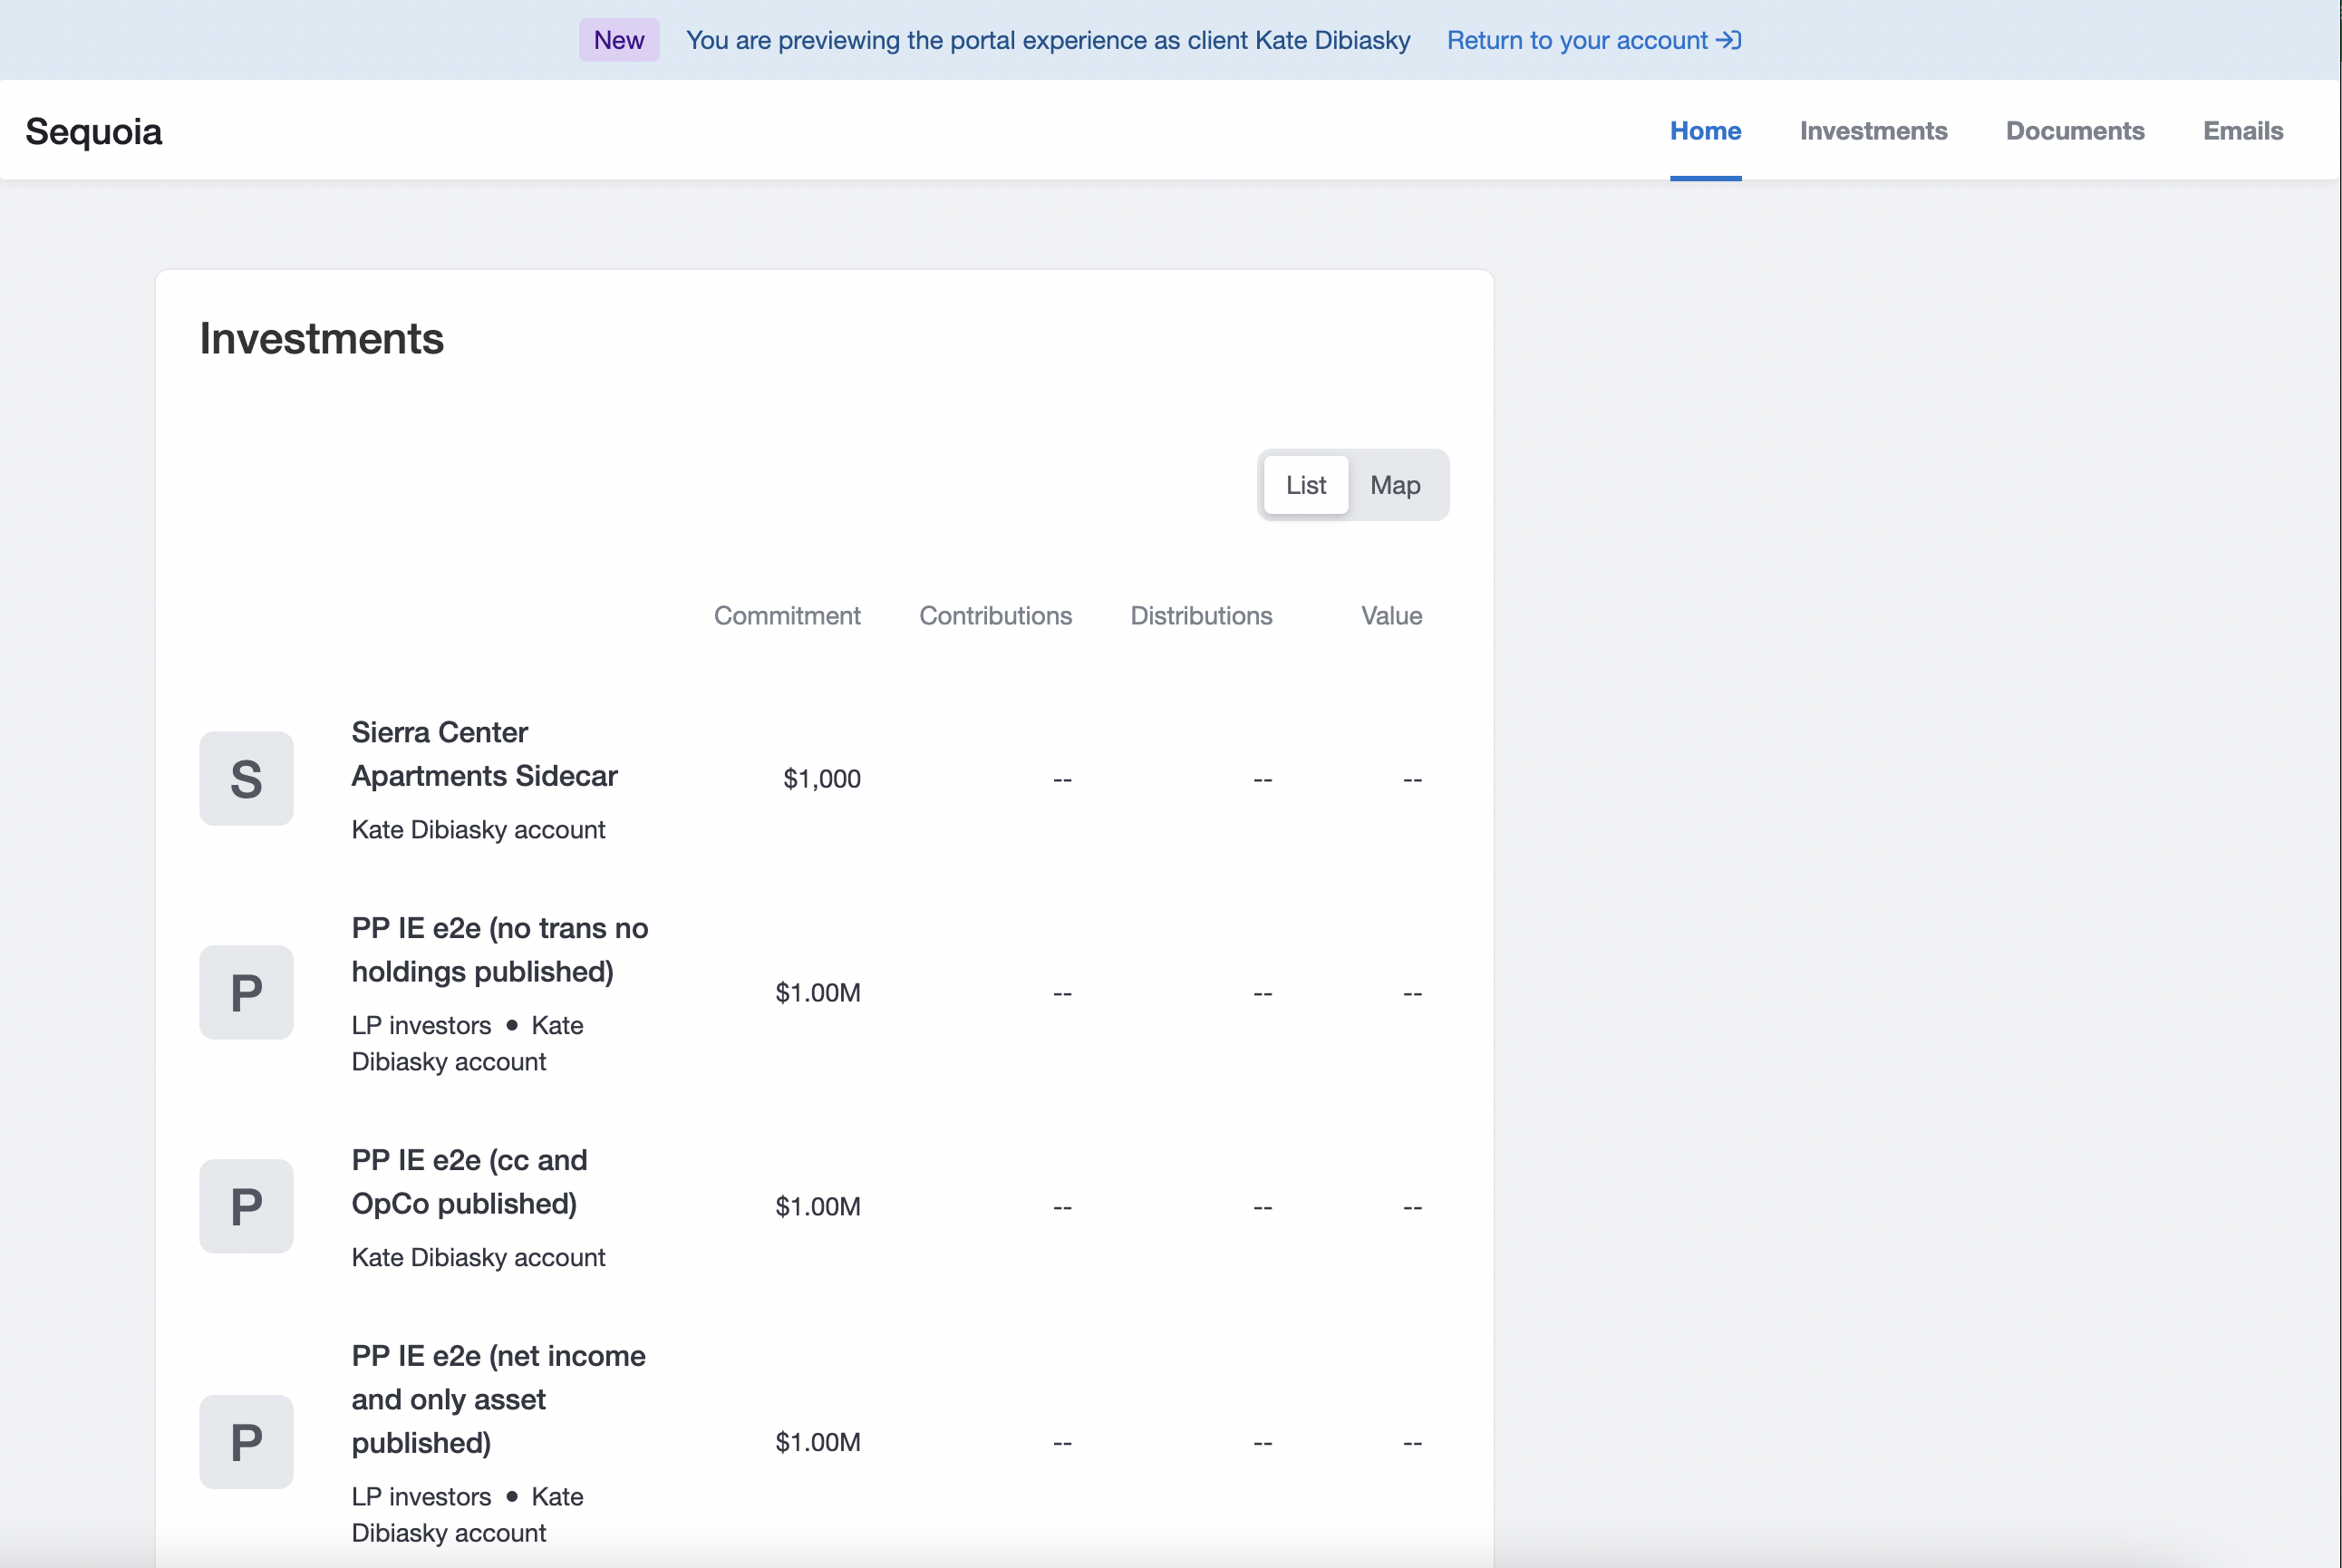 New You are previewing the portal experience as client Kate Dibiasky Return to your account
Sequoia Home Investments Documents Emails
Investments
List Map
Commitment Contributions Distributions Value
S
Sierra Center
Apartments Sidecar
Kate Dibiasky account
$1,000 -- -- --
P
PP IE e2e (no trans no
holdings published)
LP investors • Kate
Dibiasky account
$1.00M -- -- --
P
PP IE e2e (cc and
OpCo published)
Kate Dibiasky account
$1.00M -- -- --
P
PP IE e2e (net income
and only asset
published)
LP investors • Kate
Dibiasky account
$1.00M -- -- --